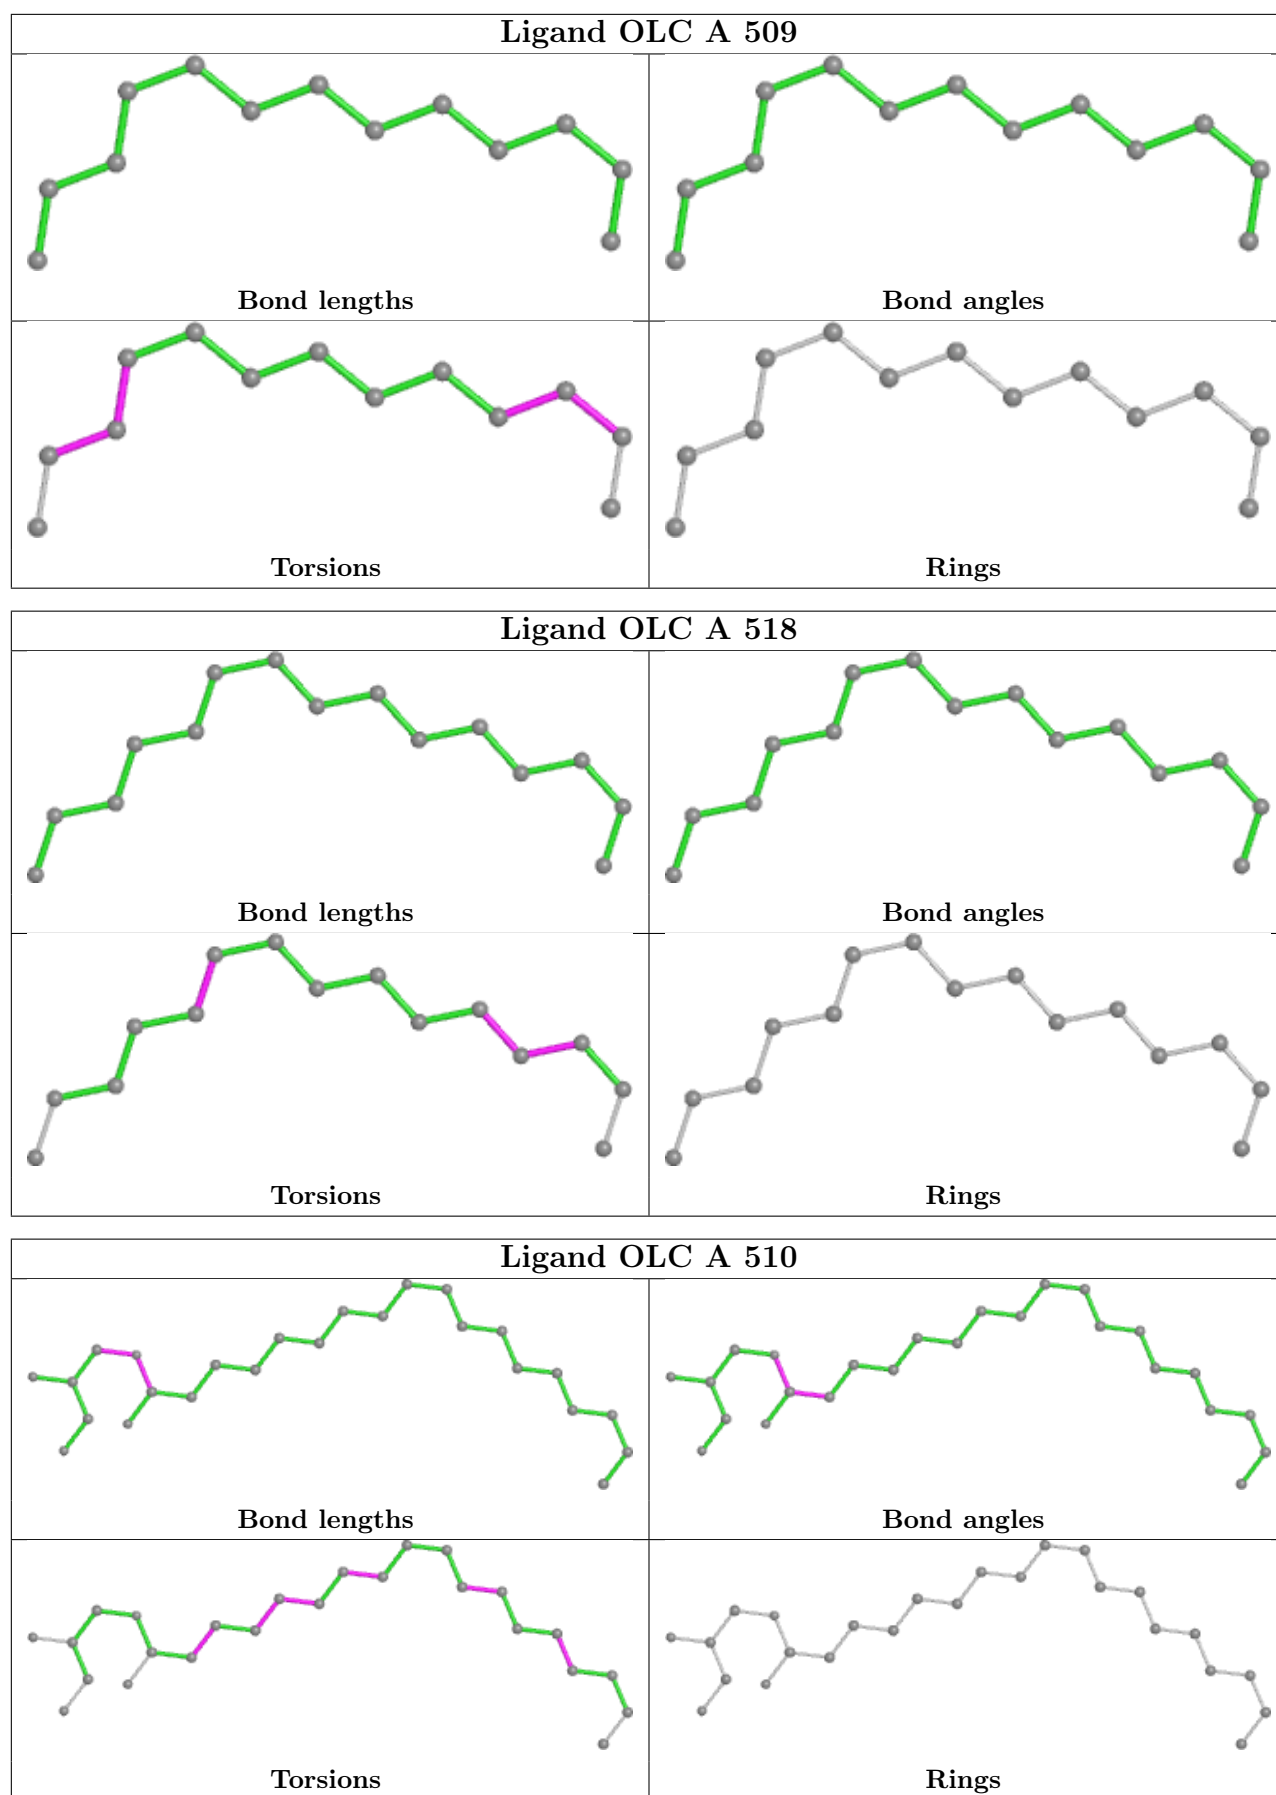 Ligand OLC A 509
Bond lengths
Bond angles
Torsions
Rings
Ligand OLC A 518
Bond lengths
Bond angles
Torsions
Rings
Ligand OLC A 510
Bond lengths
Bond angles
Torsions
Rings